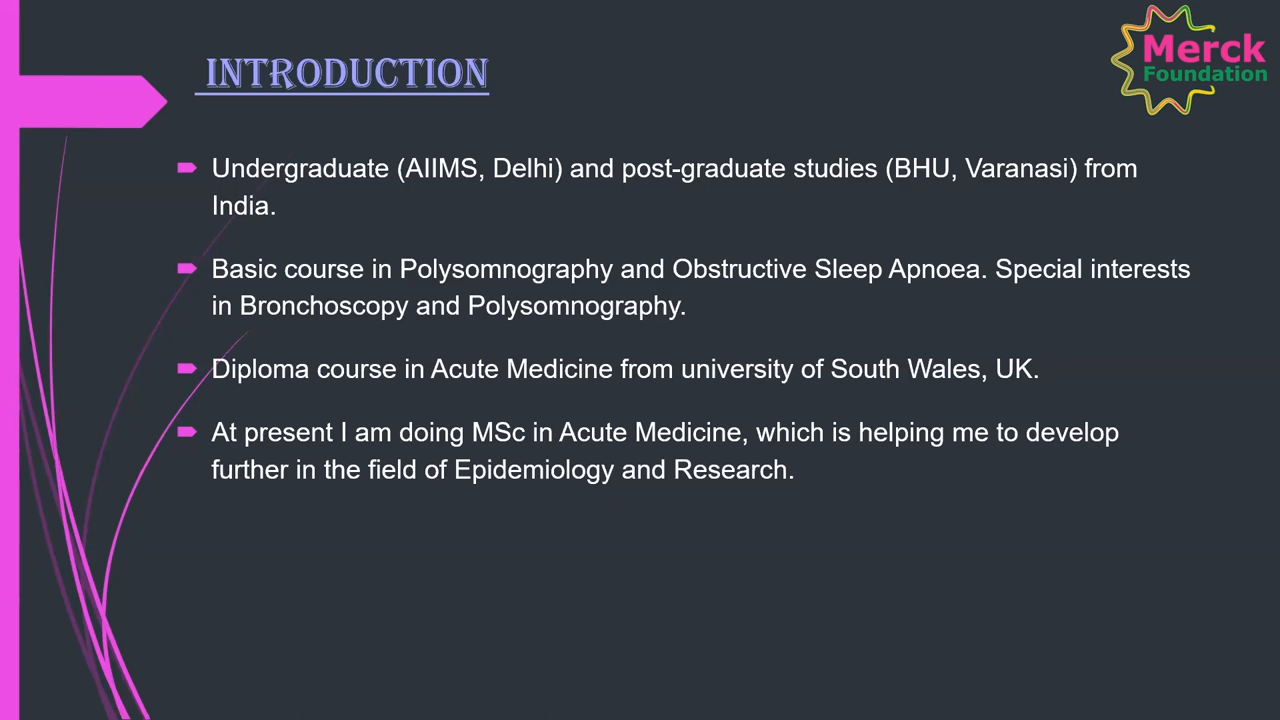 INTRODUCTION
Merck
Foundation
Undergraduate (AIIMS, Delhi) and post-graduate studies (BHU, Varanasi) from
India.
Basic course in Polysomnography and Obstructive Sleep Apnoea. Special interests
in Bronchoscopy and Polysomnography.
Diploma course in Acute Medicine from university of South Wales, UK.
At present I am doing MSc in Acute Medicine, which is helping me to develop
further in the field of Epidemiology and Research.